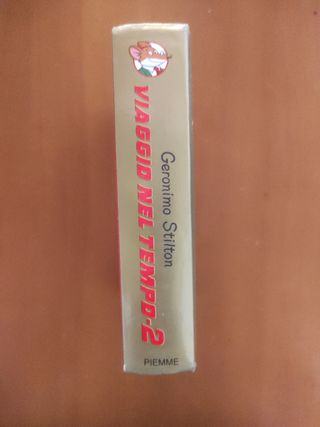 Geronimo Stilton
VIAGGIO NEL TEMPO-2
PIEMME